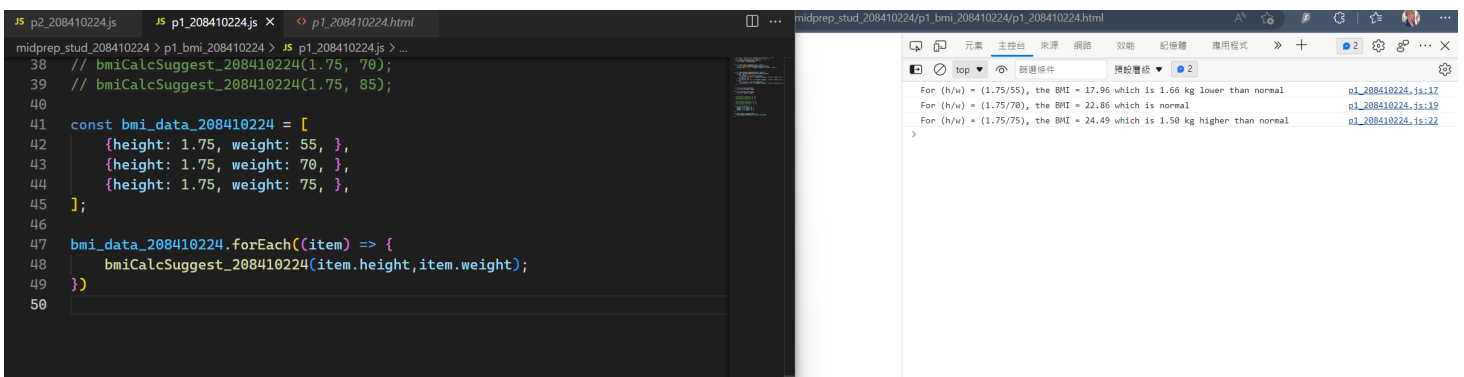 JS p2_208410224.js
JS p1_208410224.js ×
<> p1_208410224.html
midprep_stud_208410224 > p1_bmi_208410224 > JS p1_208410224.js > ...
38 // bmiCalcSuggest_208410224(1.75, 70);
39 // bmiCalcSuggest_208410224(1.75, 85);
40
41 const bmi_data_208410224 = [
42 {height: 1.75, weight: 55, },
43 {height: 1.75, weight: 70, },
44 {height: 1.75, weight: 75, },
45 ];
46
47 bmi_data_208410224.forEach((item) => {
48 bmiCalcSuggest_208410224(item.height,item.weight);
49 })
50
midprep_stud_208410224/p1_bmi_208410224/p1_208410224.html
元素 主控台 來源 網路 效能 記憶體 應用程式 » + 2
top ▼ 篩選條件 預設層級 ▼ 2
For (h/w) = (1.75/55), the BMI = 17.96 which is 1.66 kg lower than normal p1_208410224.js:17
For (h/w) = (1.75/70), the BMI = 22.86 which is normal p1_208410224.js:19
For (h/w) = (1.75/75), the BMI = 24.49 which is 1.50 kg higher than normal p1_208410224.js:22
>